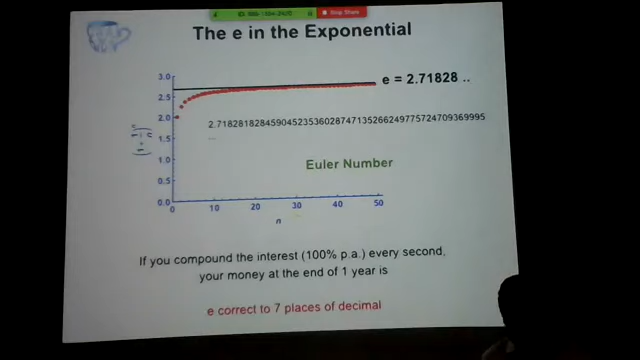 Stop Share
The e in the Exponential
3.0
2.5
2.0
1.5
1.0
0.5
0.0
e = 2.71828 ..
2.71828182845904523536028747135266249775724709369995
...
Euler Number
0
10
20
30
40
50
n
If you compound the interest (100% p.a.) every second,
your money at the end of 1 year is
e correct to 7 places of decimal